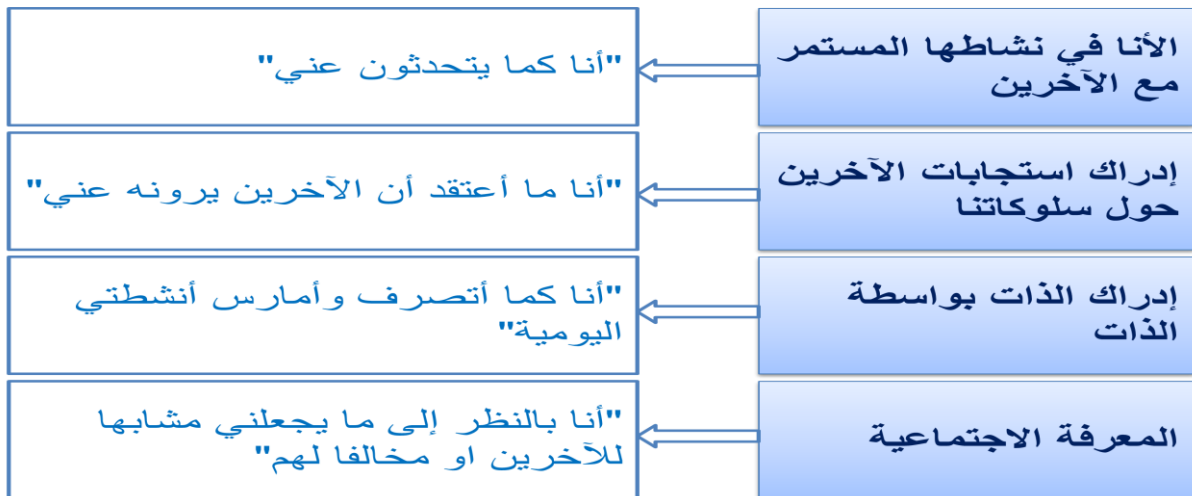 الأنا في نشاطها المستمر
مع الآخرين
"أنا كما يتحدثون عني"
إدراك استجابات الآخرين
حول سلوكاتنا
"أنا ما أعتقد أن الآخرين يرونه عني"
إدراك الذات بواسطة
الذات
"أنا كما أتصرف وأمارس أنشطتي
اليومية"
المعرفة الاجتماعية
"أنا بالنظر إلى ما يجعلني مشابها
للآخرين او مخالفا لهم"